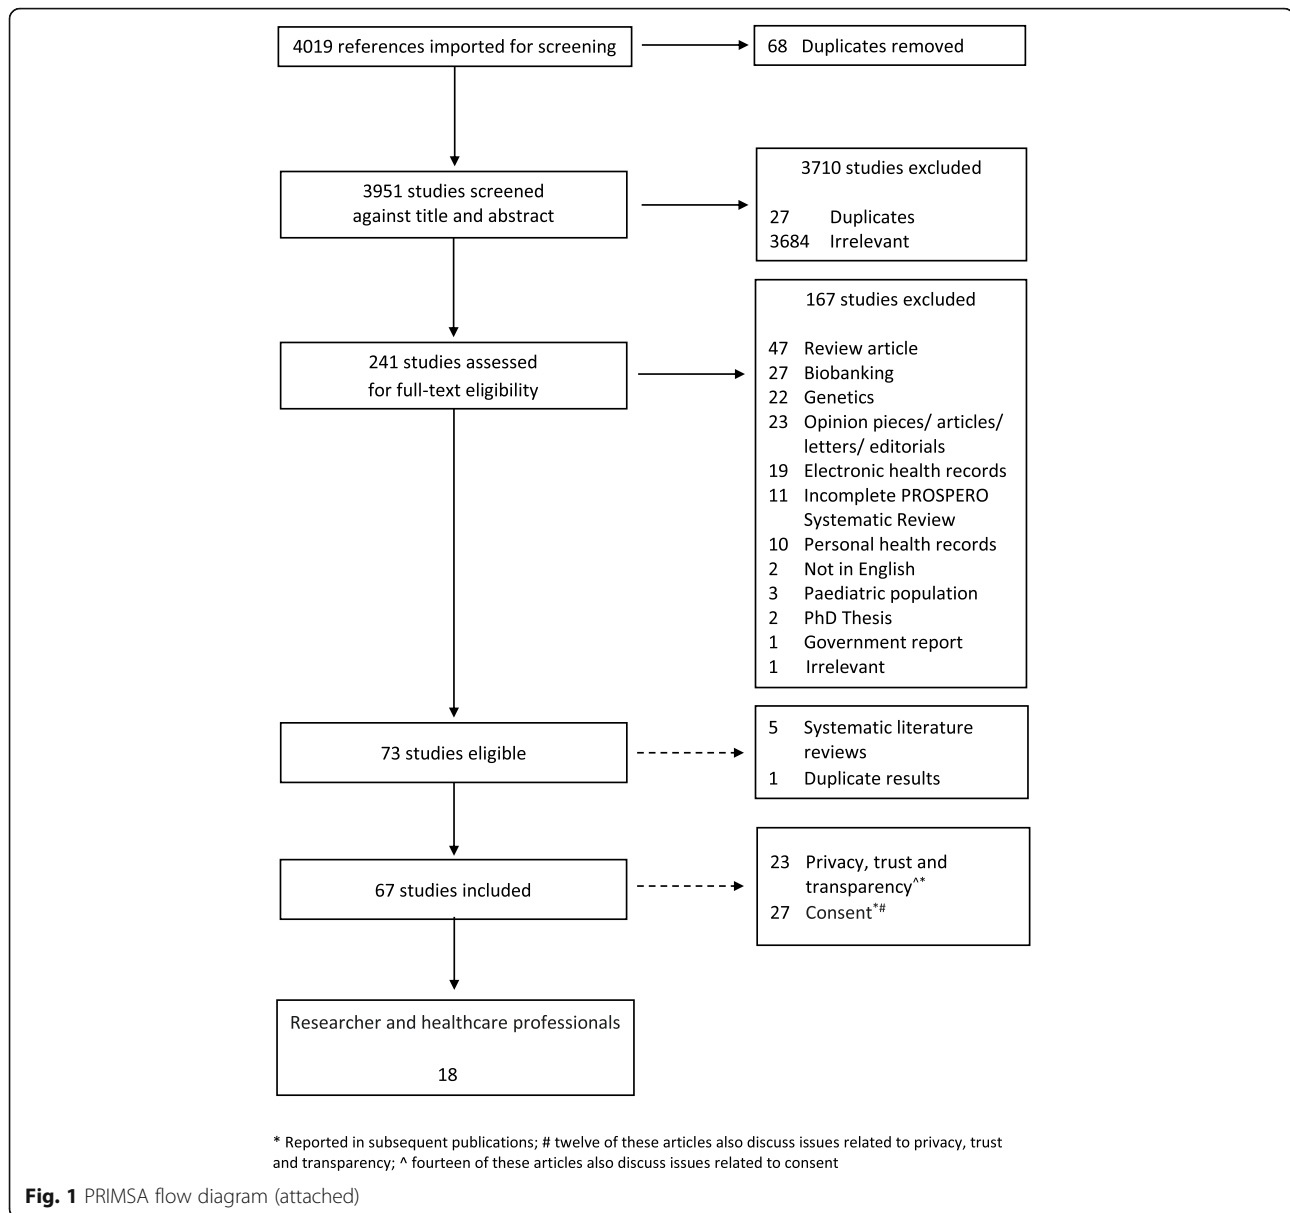 4019 references imported for screening
68 Duplicates removed
3951 studies screened
against title and abstract
3710 studies excluded
27 Duplicates
3684 Irrelevant
241 studies assessed
for full-text eligibility
167 studies excluded
47 Review article
27 Biobanking
22 Genetics
23 Opinion pieces/ articles/
letters/ editorials
19 Electronic health records
11 Incomplete PROSPERO
Systematic Review
10 Personal health records
2 Not in English
3 Paediatric population
2 PhD Thesis
1 Government report
1 Irrelevant
73 studies eligible
5 Systematic literature
reviews
1 Duplicate results
67 studies included
23 Privacy, trust and
transparency^*
27 Consent*#
Researcher and healthcare professionals
18
* Reported in subsequent publications; # twelve of these articles also discuss issues related to privacy, trust
and transparency; ^ fourteen of these articles also discuss issues related to consent
Fig. 1 PRIMSA flow diagram (attached)